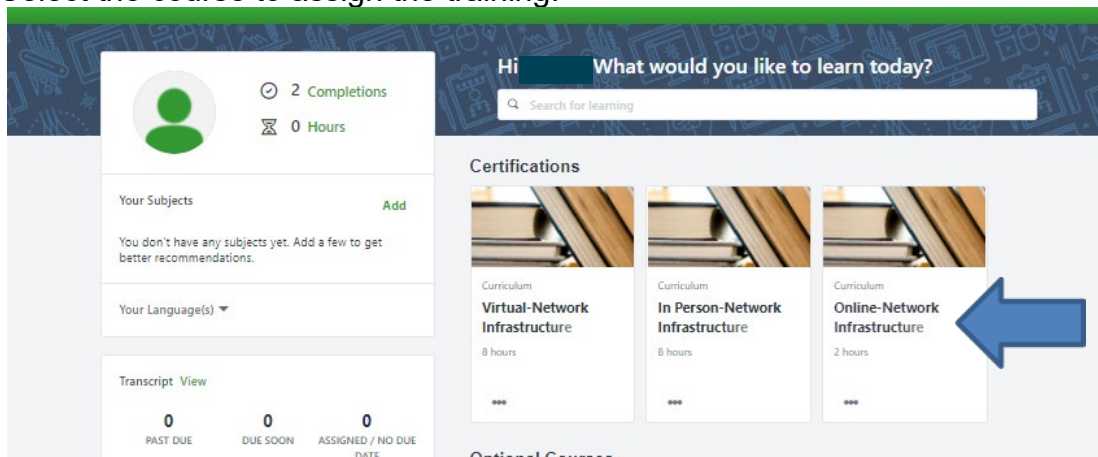 Select the course to assign the training.
Hi What would you like to learn today?
Search for learning
2 Completions
0 Hours
Your Subjects
Add
You don't have any subjects yet. Add a few to get
better recommendations.
Your Language(s)
Transcript View
0 0 0
PAST DUE DUE SOON ASSIGNED / NO DUE
DATE
Certifications
Curriculum
Virtual-Network
Infrastructure
8 hours
Curriculum
In Person-Network
Infrastructure
8 hours
Curriculum
Online-Network
Infrastructure
2 hours
Optional Courses